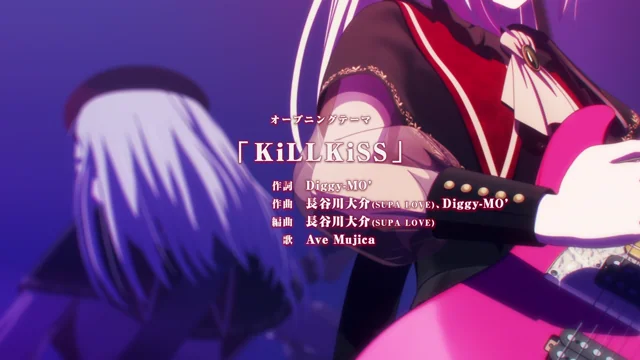 オープニングテーマ
「KiLLKiSS」
作詞 Diggy-MO'
作曲 長谷川大介(SUPA LOVE)、Diggy-MO'
編曲 長谷川大介(SUPA LOVE)
歌 Ave Mujica